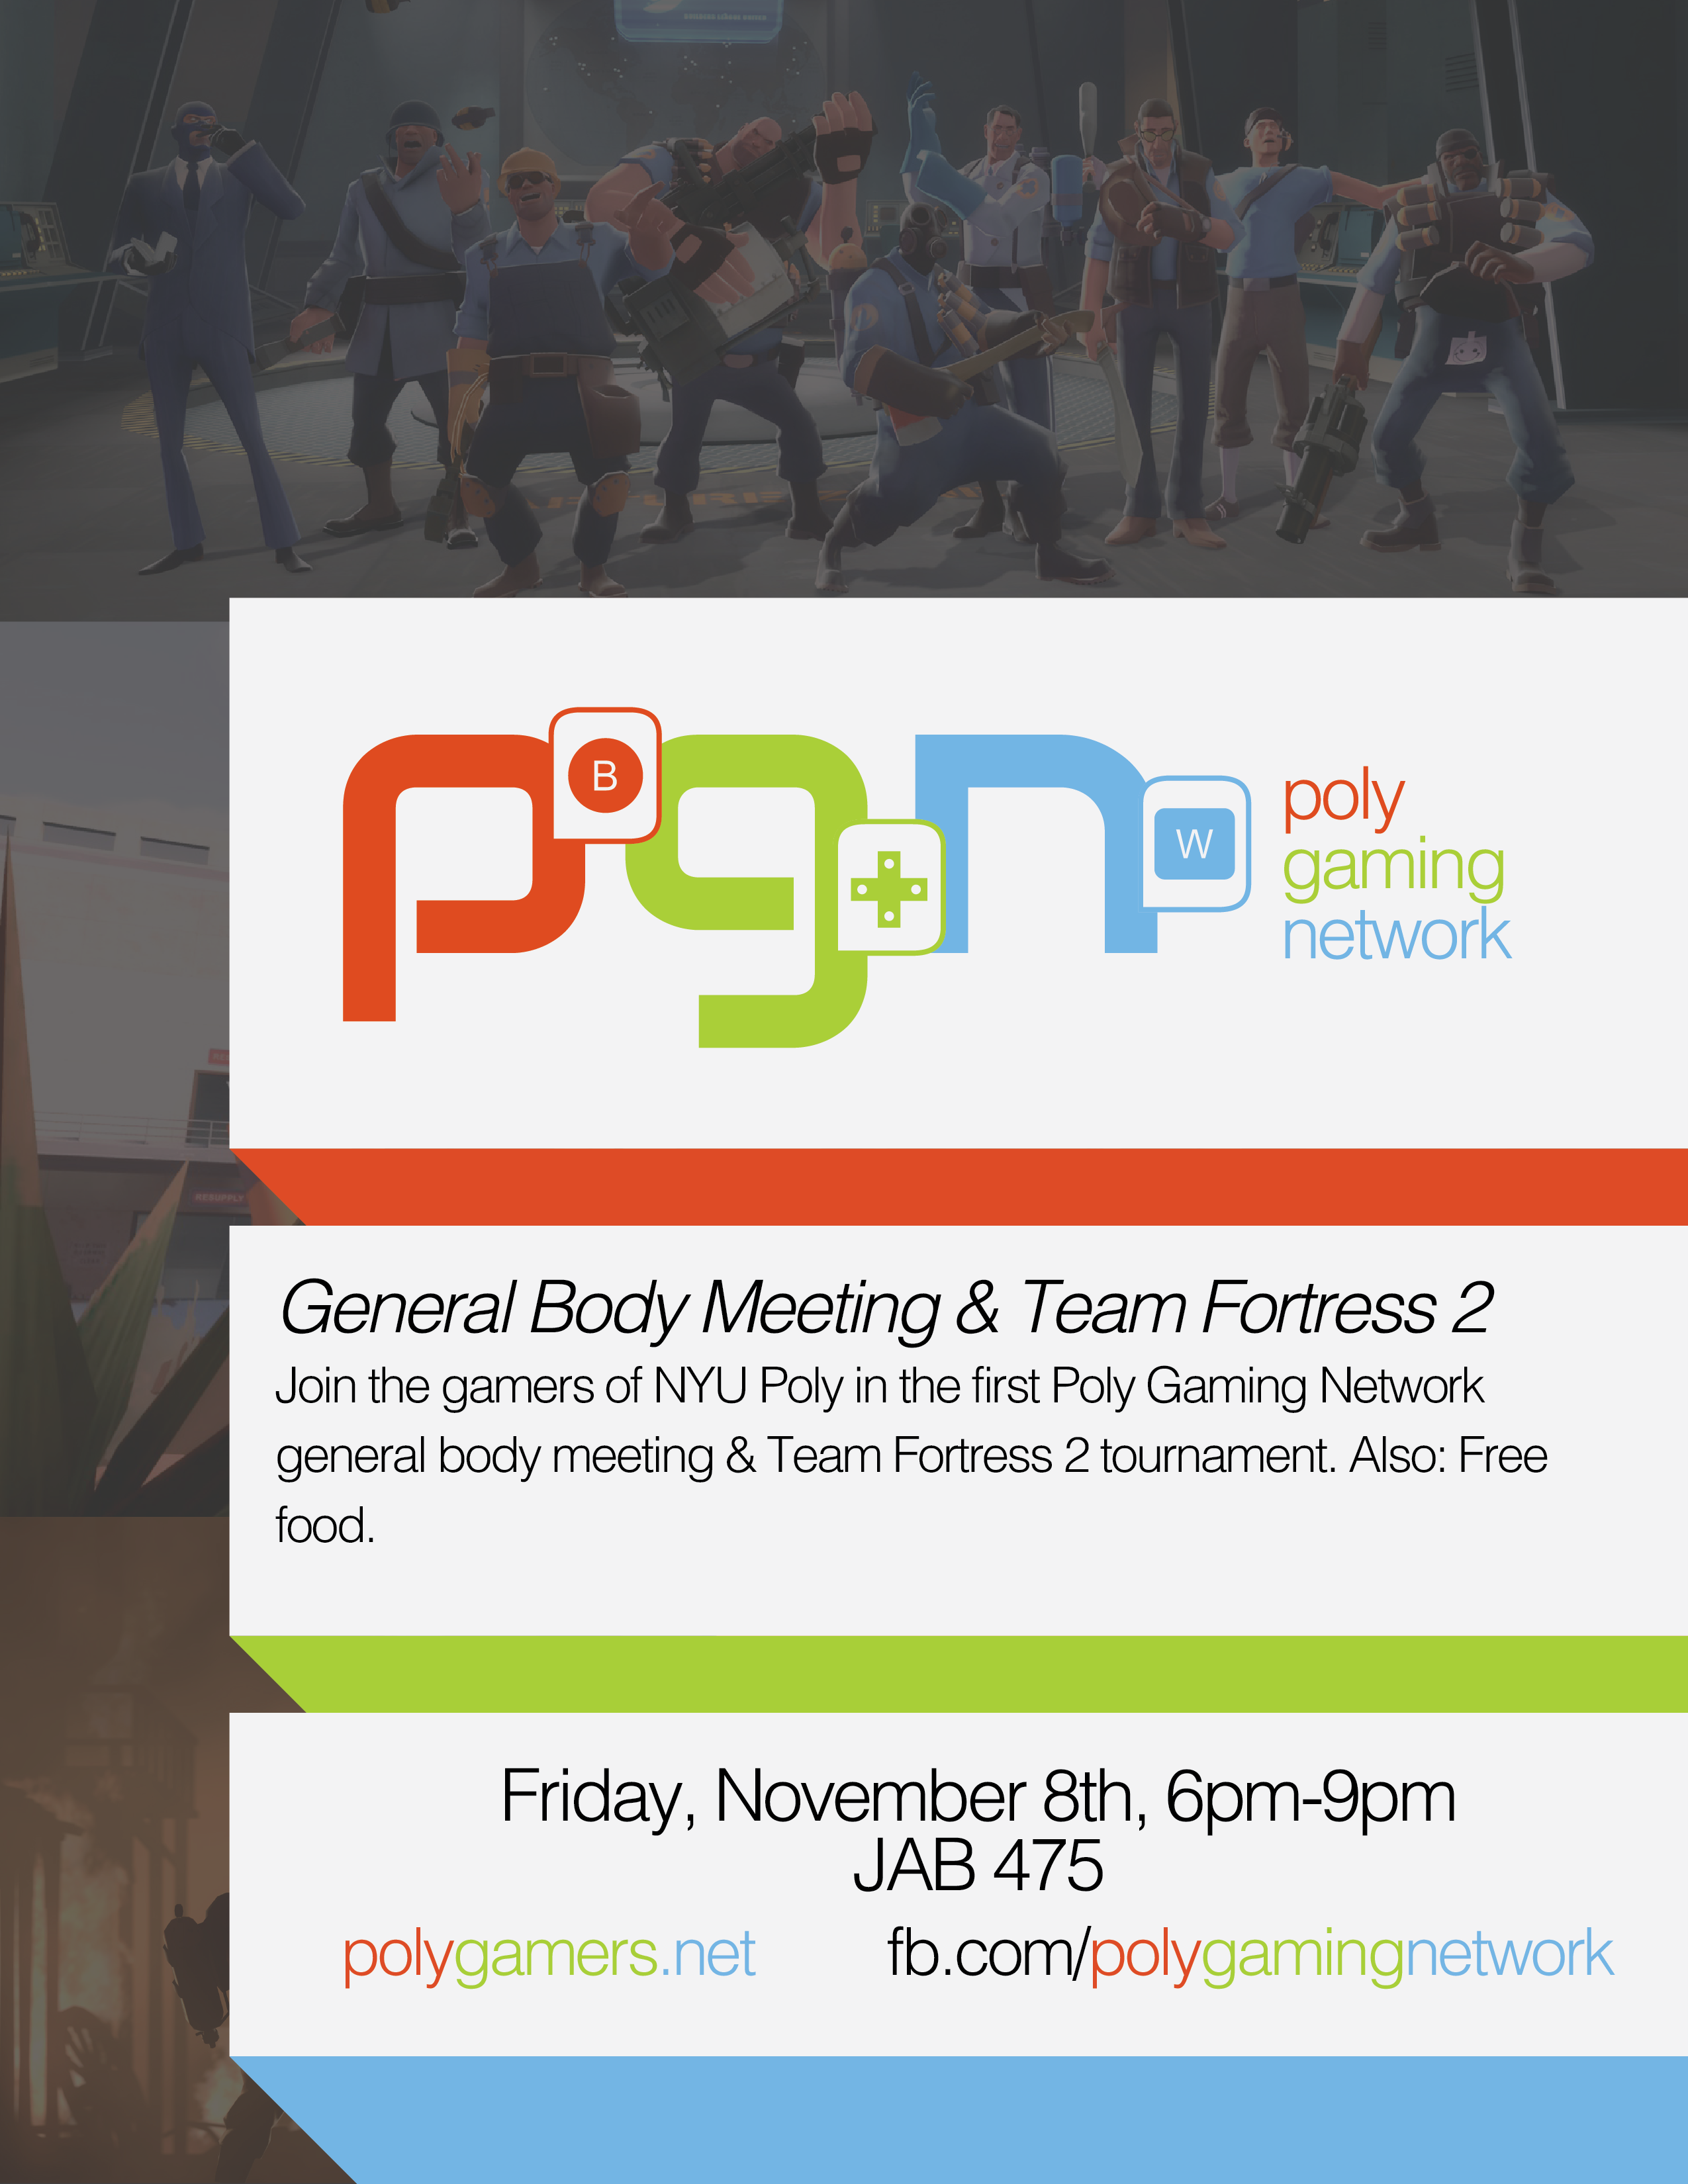 pgn
B
W
poly
gaming
network
RESUPPLY
General Body Meeting & Team Fortress 2
Join the gamers of NYU Poly in the first Poly Gaming Network
general body meeting & Team Fortress 2 tournament. Also: Free
food.
Friday, November 8th, 6pm-9pm
JAB 475
polygamers.net
fb.com/polygamingnetwork